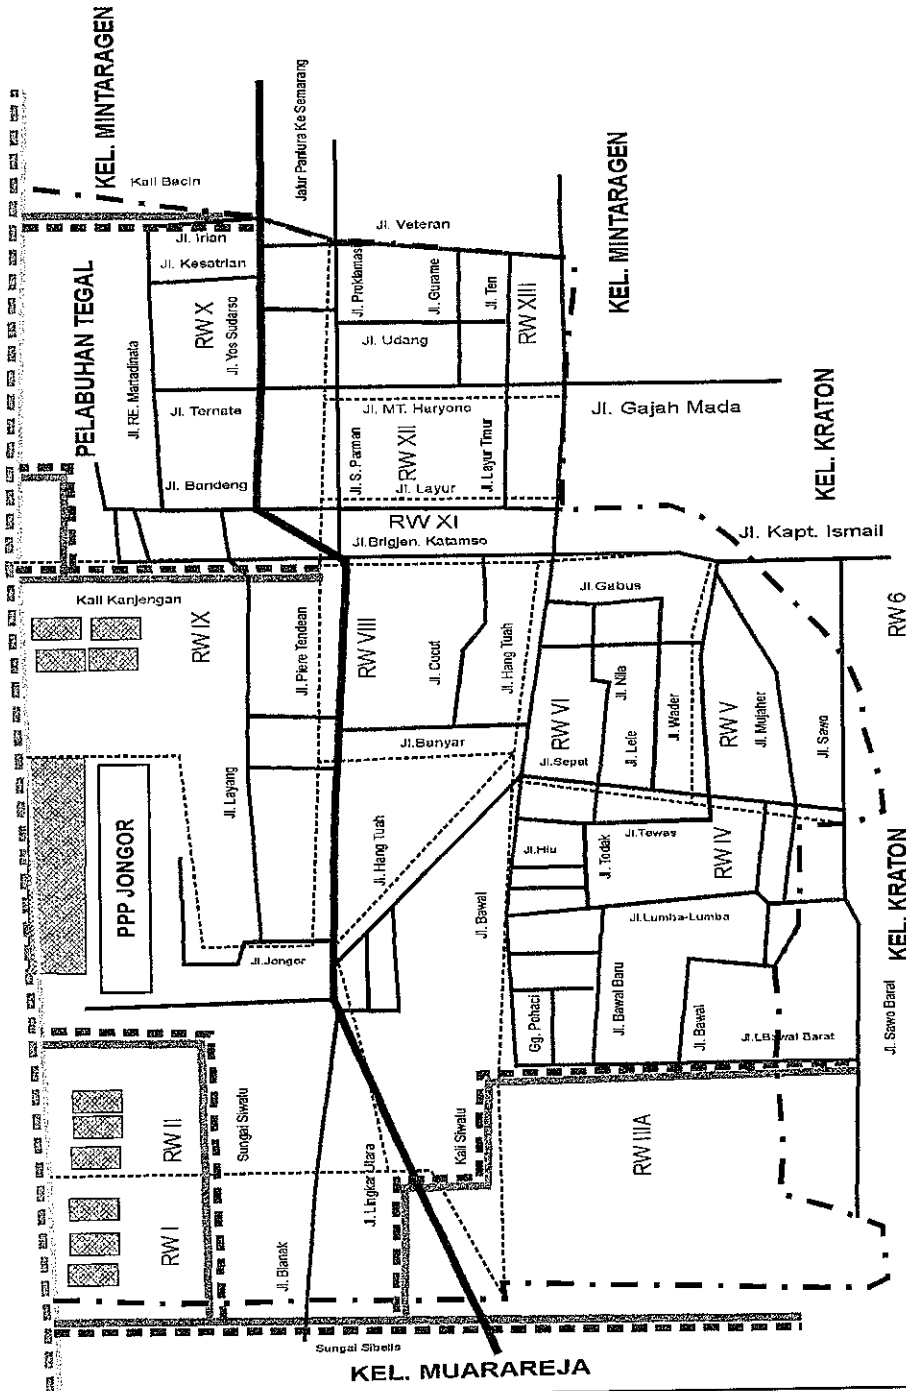 KEL. MINTARAGEN
Kali Bacin
Jalur Pantura Ke Semarang
Jl. Veteran
KEL. MINTARAGEN
PELABUHAN TEGAL
Jl. RE. Martadinata
Jl. Irian
Jl. Kesatrian
RW X
Jl. Yos Sudarso
Jl. Ternate
Jl. Bandeng
Jl. Proklamasi
Jl. Gurame
Jl. Teri
RW XIII
Jl. Udang
Jl. MT. Haryono
Jl. S. Parman
RW XII
Jl. Layur
Jl. Layur Timur
Jl. Gajah Mada
KEL. KRATON
RW XI
Jl.Brigjen. Katamso
Jl. Kapt. Ismail
Kali Kanjengan
RW IX
Jl. Piere Tendean
RW VIII
Jl. Cucut
Jl. Hang Tuah
Jl.Gabus
RW 6
Jl.Banyar
RW VI
Jl.Sepat
Jl. Nila
Jl. Lele
Jl. Wader
RW V
Jl. Mujaher
Jl. Sawo
PPP JONGOR
Jl. Layang
Jl. Hang Tuah
Jl.Hiu
Jl. Todak
Jl.Tewas
RW IV
Jl.Jongor
Jl. Bawal
Jl.Lumba-Lumba
KEL. KRATON
Gg. Pohaci
Jl. Bawal Baru
Jl. Bawal
Jl.LBawal Barat
Jl. Sawo Barat
RW II
Sungai Siwatu
Jl. Lingkar Utara
Kali Siwatu
RW IIIA
RW I
Jl. Blanak
Sungai Sibelis
KEL. MUARAREJA